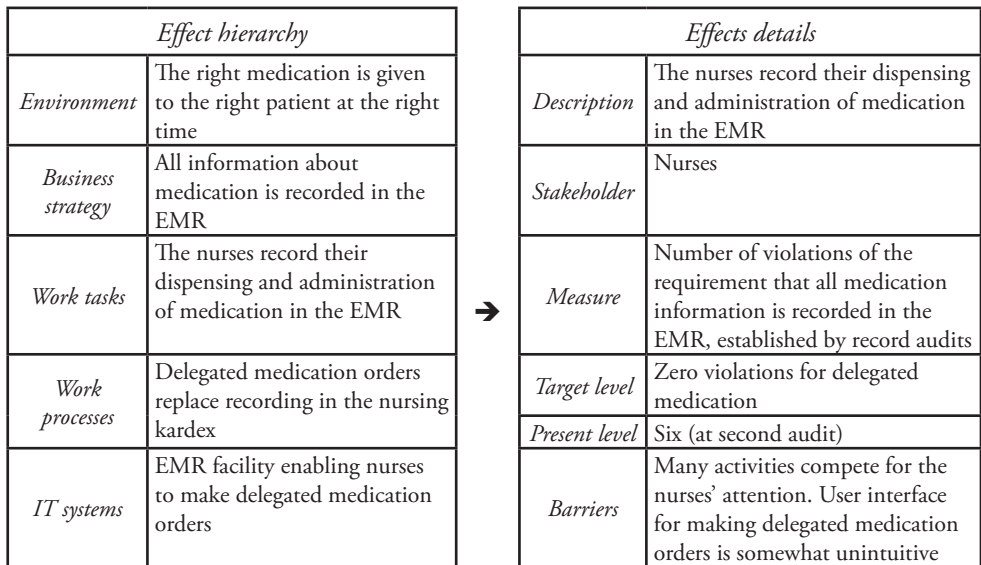 Effect hierarchy
Environment
The right medication is given
to the right patient at the right
time
Business
strategy
All information about
medication is recorded in the
EMR
Work tasks
The nurses record their
dispensing and administration
of medication in the EMR
Work
processes
Delegated medication orders
replace recording in the nursing
kardex
IT systems
EMR facility enabling nurses
to make delegated medication
orders
➔
Effects details
Description
The nurses record their dispensing
and administration of medication
in the EMR
Stakeholder
Nurses
Measure
Number of violations of the
requirement that all medication
information is recorded in the
EMR, established by record audits
Target level
Zero violations for delegated
medication
Present level
Six (at second audit)
Barriers
Many activities compete for the
nurses’ attention. User interface
for making delegated medication
orders is somewhat unintuitive